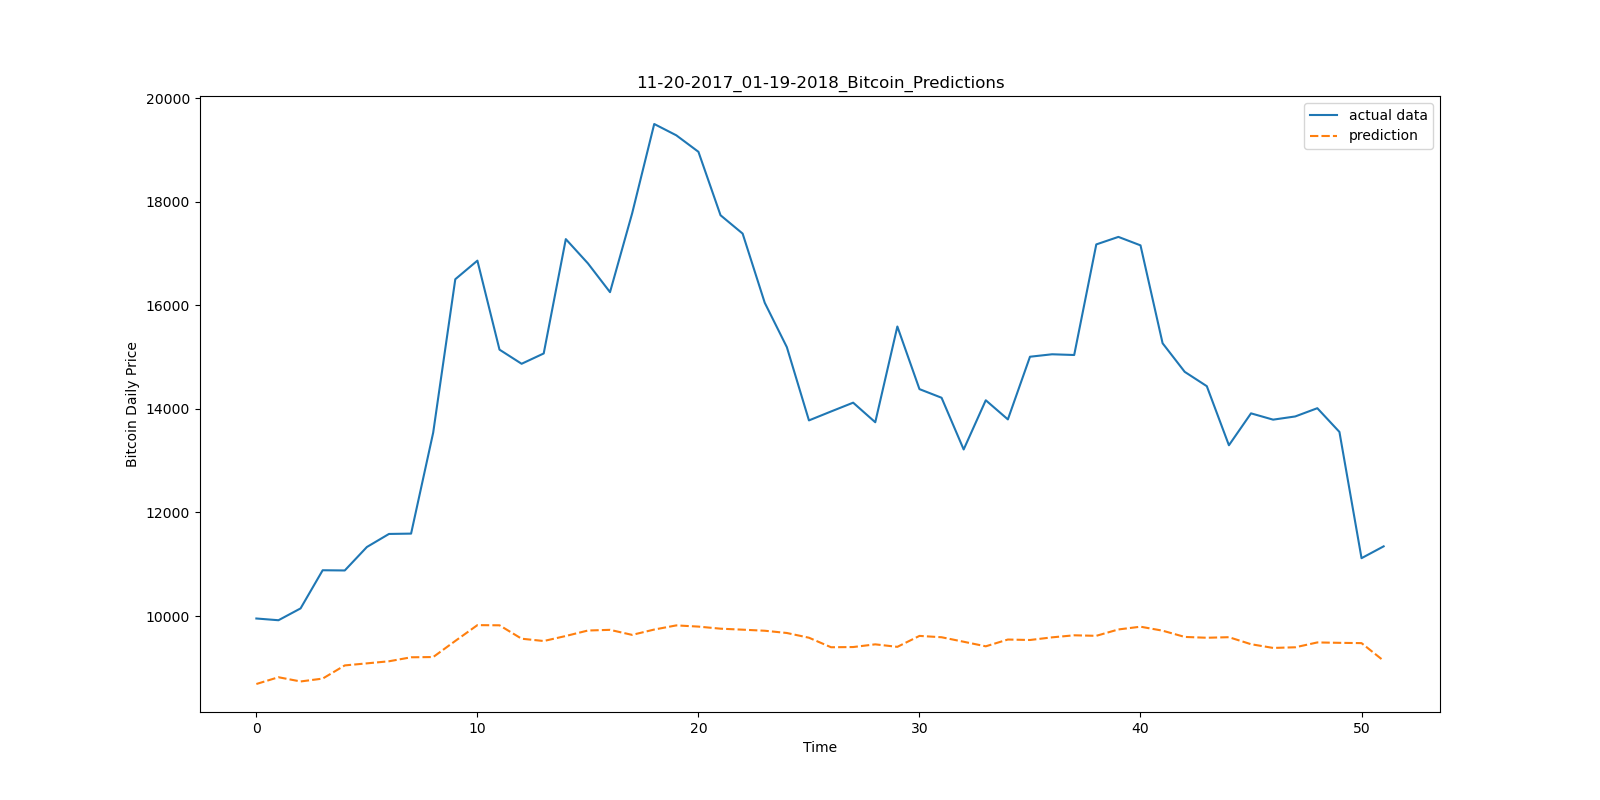 11-20-2017_01-19-2018_Bitcoin_Predictions
20000
18000
16000
14000
12000
10000
Bitcoin Daily Price
actual data
prediction
0 10 20 30 40 50
Time